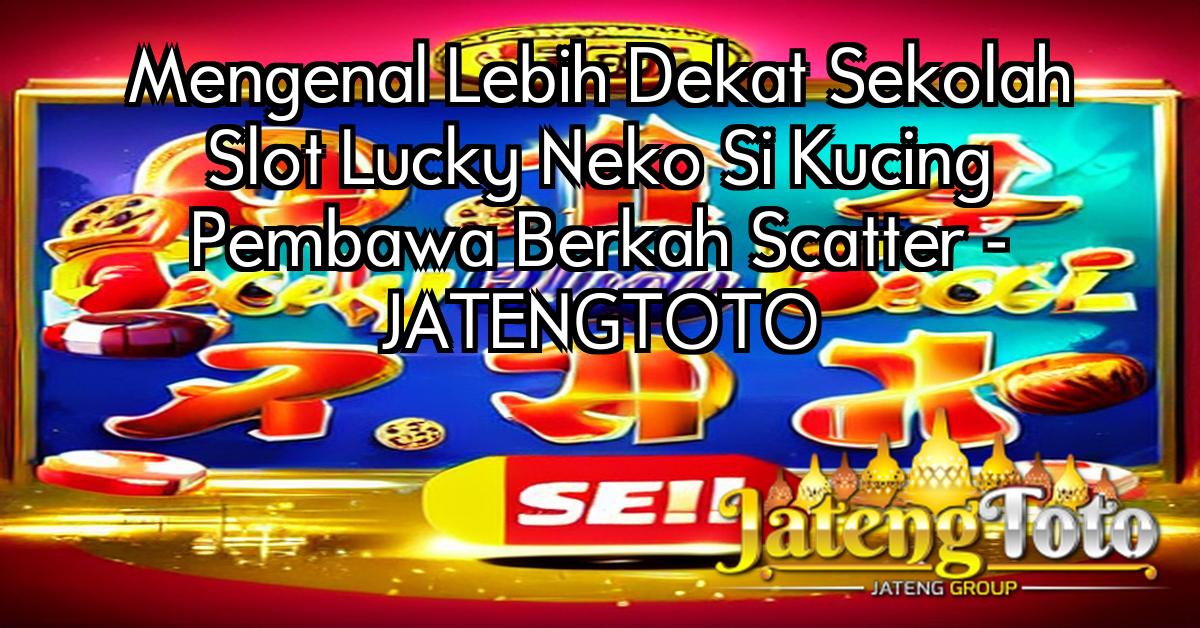 Mengenal Lebih Dekat Sekolah
Slot Lucky Neko Si Kucing
Pembawa Berkah Scatter -
JATENGTOTO
SE!!
JatengToto
JATENG GROUP